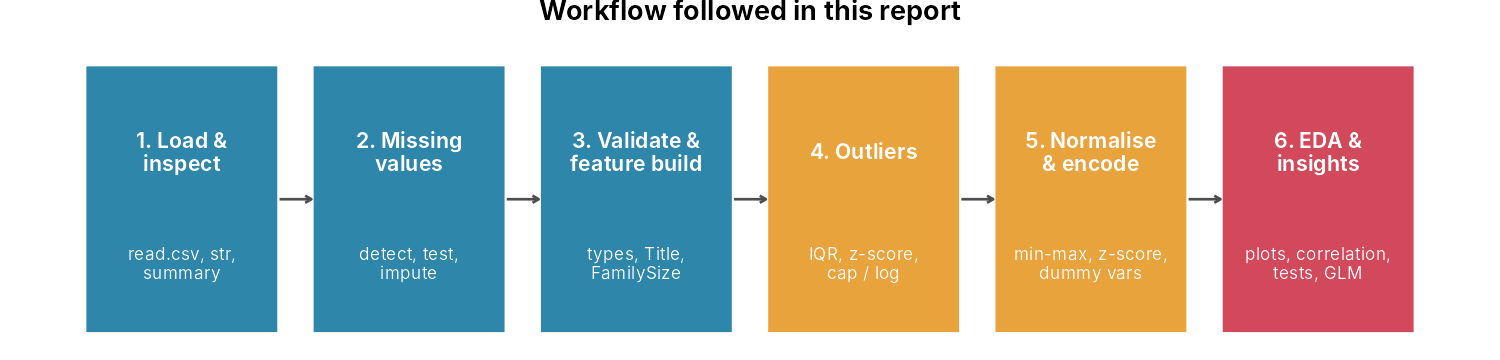 Workflow followed in this report
1. Load &
inspect
read.csv, str,
summary
2. Missing
values
detect, test,
impute
3. Validate &
feature build
types, Title,
FamilySize
4. Outliers
IQR, z-score,
cap / log
5. Normalise
& encode
min-max, z-score,
dummy vars
6. EDA &
insights
plots, correlation,
tests, GLM